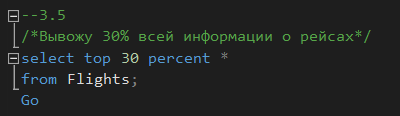 --3.5
/*Вывожу 30% всей информации о рейсах*/
select top 30 percent *
from Flights;
Go